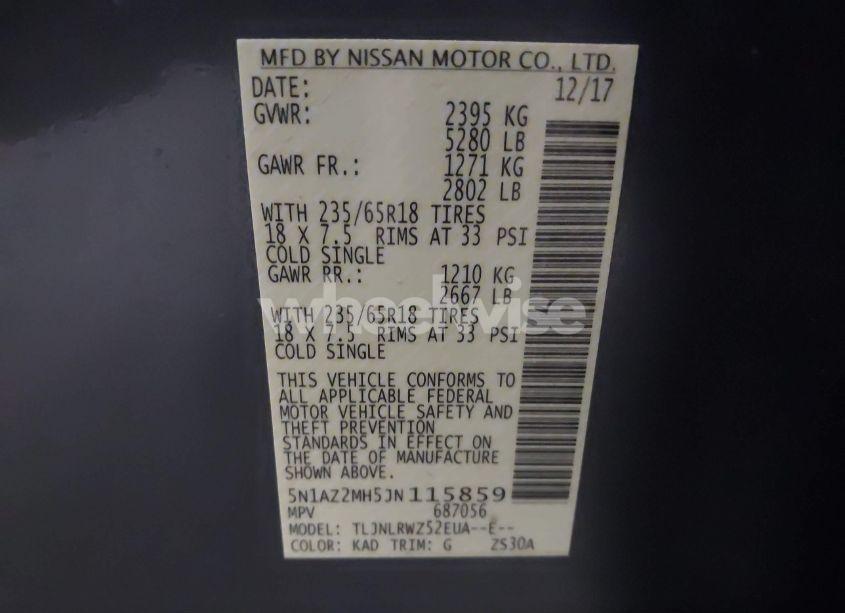 MFD BY NISSAN MOTOR CO., LTD.
DATE: 12/17
GVWR: 2395 KG
5280 LB
GAWR FR.: 1271 KG
2802 LB
WITH 235/65R18 TIRES
18 X 7.5 RIMS AT 33 PSI
COLD SINGLE
GAWR RR.: 1210 KG
2667 LB
wheelwise
WITH 235/65R18 TIRES
18 X 7.5 RIMS AT 33 PSI
COLD SINGLE
THIS VEHICLE CONFORMS TO
ALL APPLICABLE FEDERAL
MOTOR VEHICLE SAFETY AND
THEFT PREVENTION
STANDARDS IN EFFECT ON
THE DATE OF MANUFACTURE
SHOWN ABOVE.
5N1AZ2MH5JN115859
MPV 687056
MODEL: TLJNLRWZ52EUA--E--
COLOR: KAD TRIM: G ZS30A